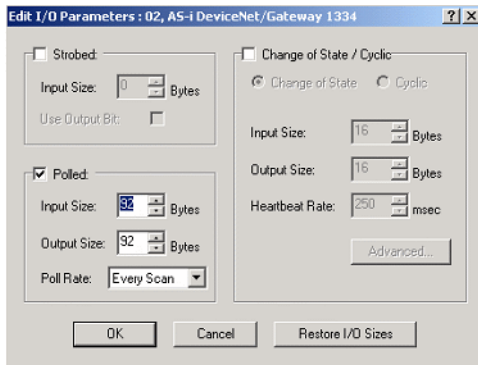 Edit I/O Parameters : 02, AS-i DeviceNet/Gateway 1334
Strobed:
Input Size: 0 Bytes
Use Output Bit:
Polled:
Input Size: 92 Bytes
Output Size: 92 Bytes
Poll Rate: Every Scan
Change of State / Cyclic
Change of State Cyclic
Input Size: 16 Bytes
Output Size: 16 Bytes
Heartbeat Rate: 250 msec
Advanced...
OK Cancel Restore I/O Sizes